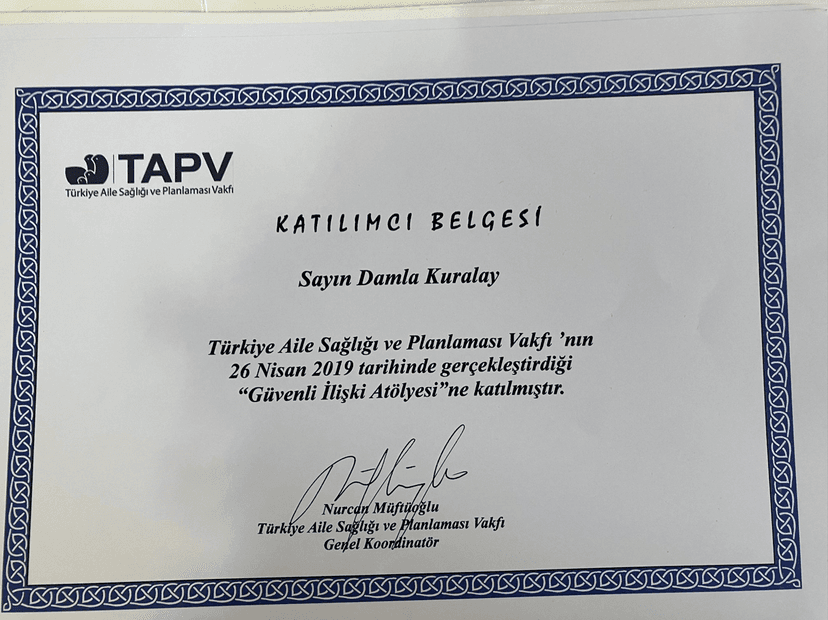 TAPV
Türkiye Aile Sağlığı ve Planlaması Vakfı
KATILIMCI BELGESİ
Sayın Damla Kuralay
Türkiye Aile Sağlığı ve Planlaması Vakfı ’nın
26 Nisan 2019 tarihinde gerçekleştirdiği
“Güvenli İlişki Atölyesi”ne katılmıştır.
Nurcan Müftüoğlu
Türkiye Aile Sağlığı ve Planlaması Vakfı
Genel Koordinatör